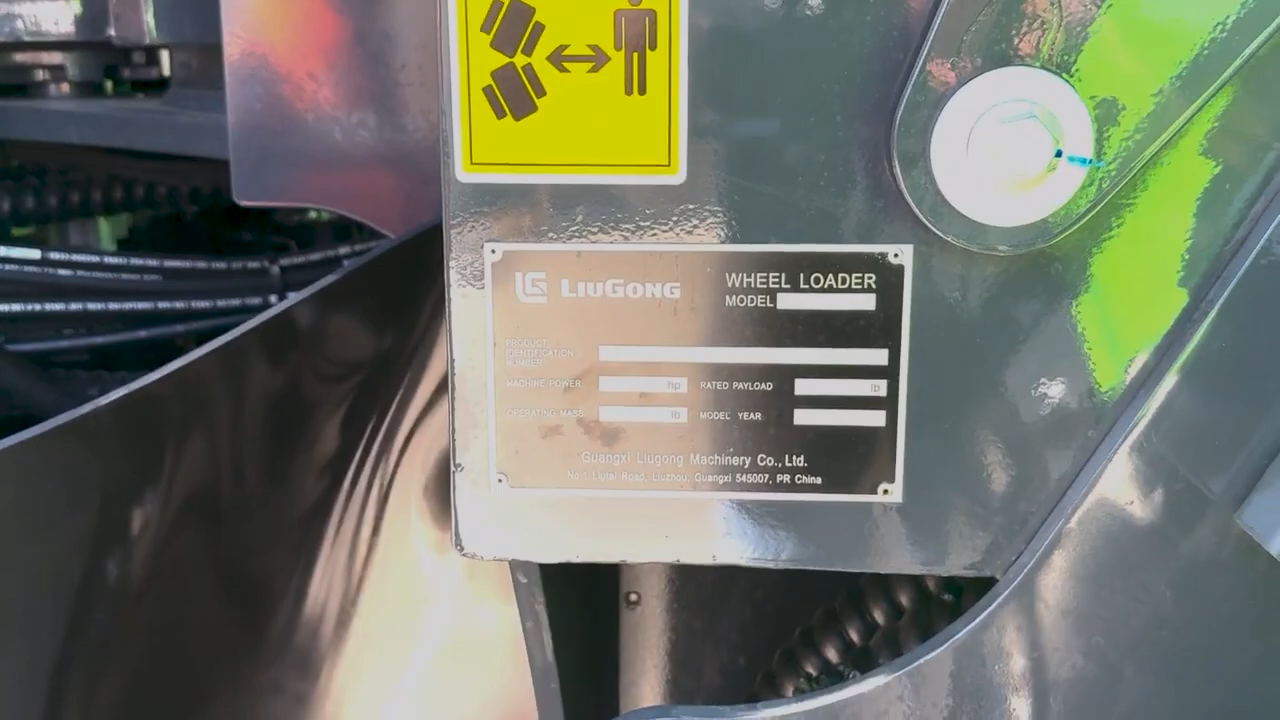 LG LIUGONG
WHEEL LOADER
MODEL
PRODUCT
IDENTIFICATION
NUMBER
MACHINE POWER hp RATED PAYLOAD lb
OPERATING MASS lb MODEL YEAR
Guangxi Liugong Machinery Co., Ltd.
No.1 Liutai Road, Liuzhou, Guangxi 545007, PR China